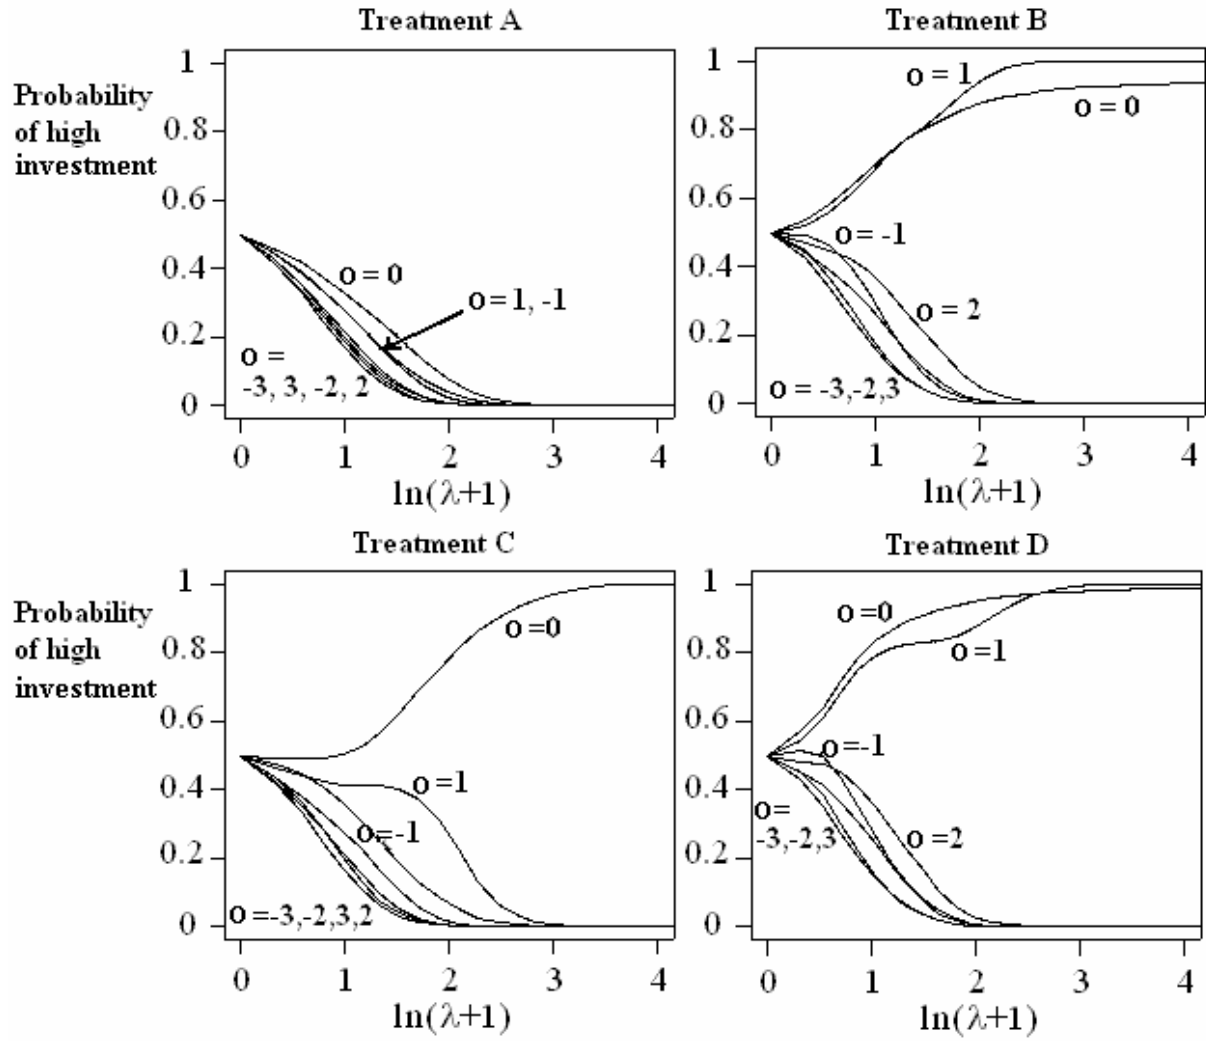 Treatment A
Probability
of high
investment
1
0.8
0.6
0.4
0.2
0
o = 0
o = 1, -1
o =
-3, 3, -2, 2
0 1 2 3 4
ln(λ+1)
Treatment B
1
0.8
0.6
0.4
0.2
0
o = 1
o = 0
o = -1
o = 2
o = -3,-2,3
0 1 2 3 4
ln(λ+1)
Treatment C
Probability
of high
investment
1
0.8
0.6
0.4
0.2
0
o =0
o =1
o=-1
o =-3,-2,3,2
0 1 2 3 4
ln(λ+1)
Treatment D
1
0.8
0.6
0.4
0.2
0
o =0
o =1
o =-1
o =2
o=
-3,-2,3
0 1 2 3 4
ln(λ+1)